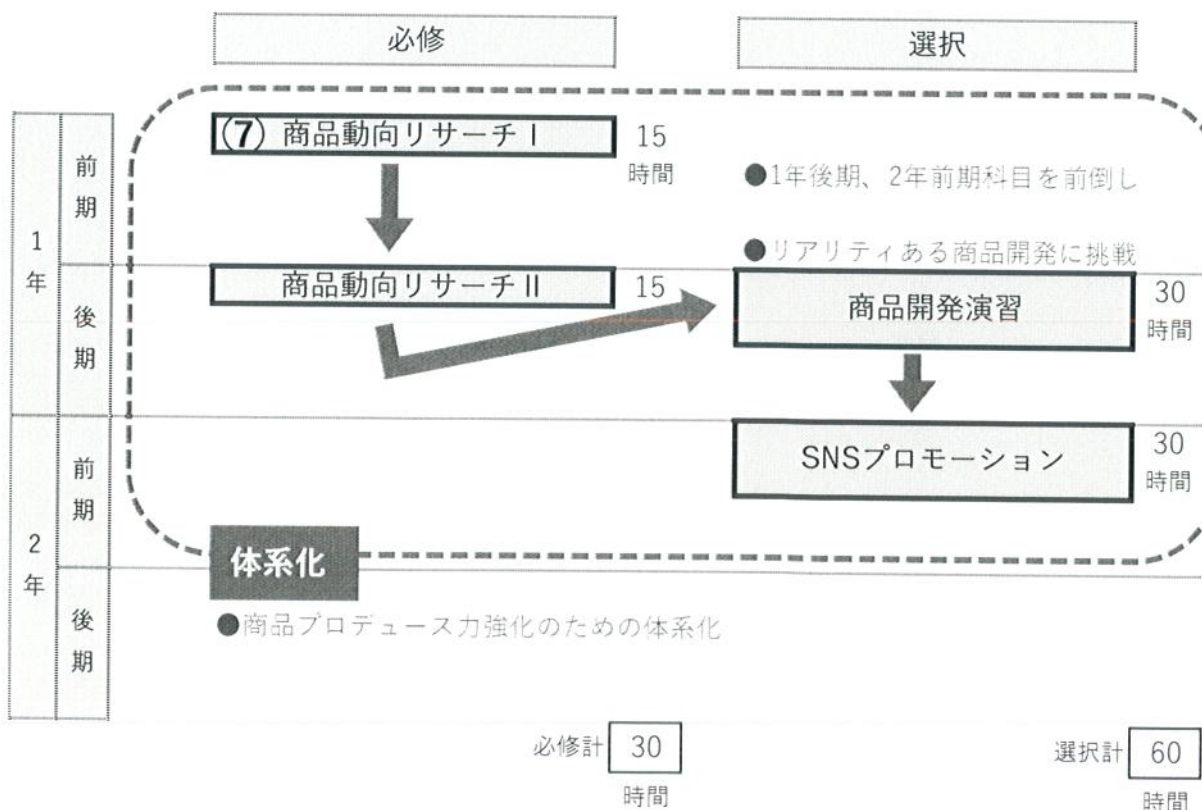 必修
選択
1年
前期
(7) 商品動向リサーチⅠ
15
時間
●1年後期、2年前期科目を前倒し
●リアリティある商品開発に挑戦
後期
商品動向リサーチⅡ
15
商品開発演習
30
時間
2年
前期
SNSプロモーション
30
時間
体系化
後期
●商品プロデュース力強化のための体系化
必修計 30
時間
選択計 60
時間